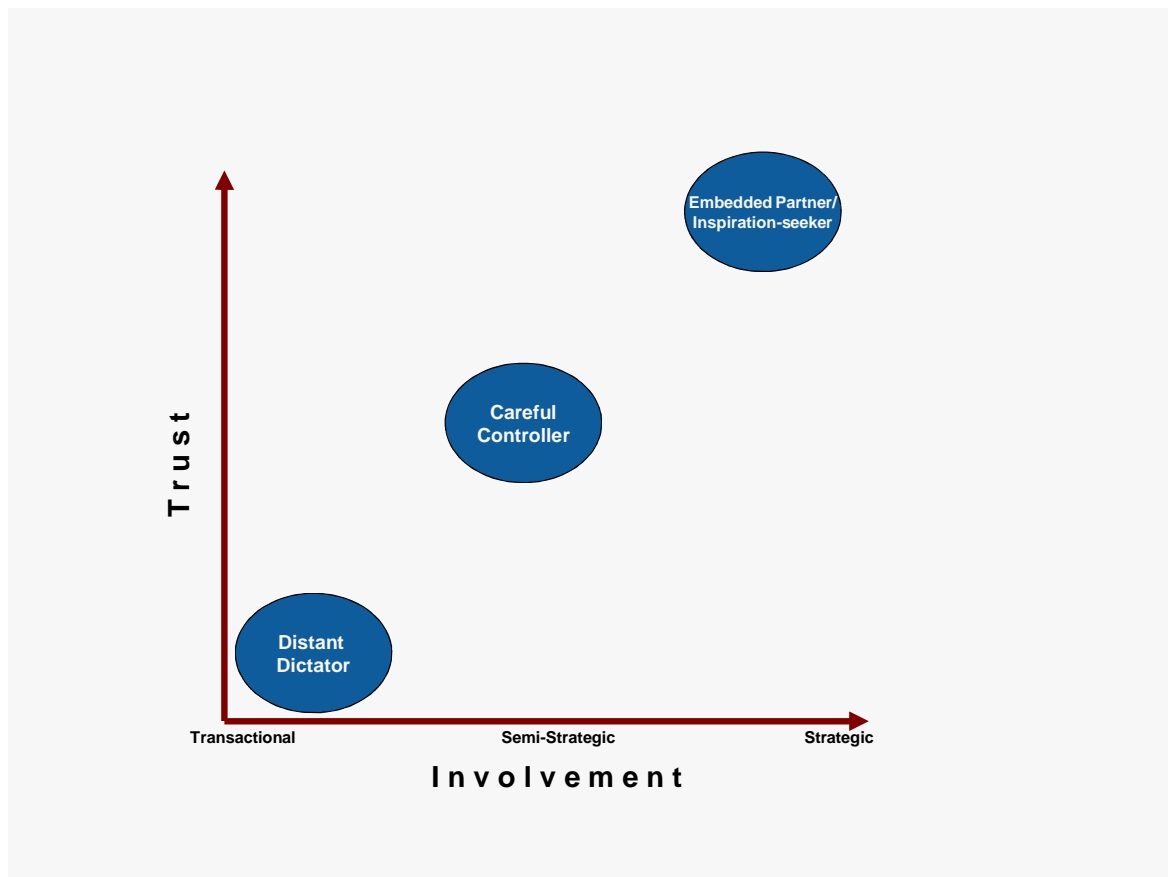 Embedded Partner/
Inspiration-seeker
Careful
Controller
Trust
Distant
Dictator
Transactional
Semi-Strategic
Strategic
Involvement